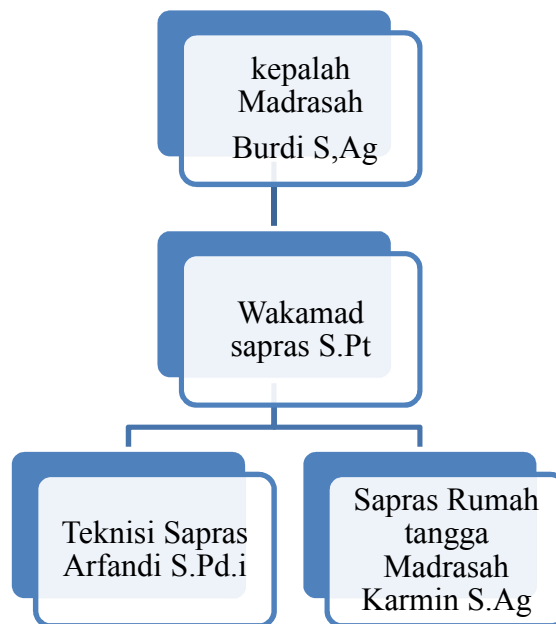 kepalah
Madrasah
Burdi S,Ag
Wakamad
sapras S.Pt
Teknisi Sapras
Arfandi S.Pd.i
Sapras Rumah
tangga
Madrasah
Karmin S.Ag